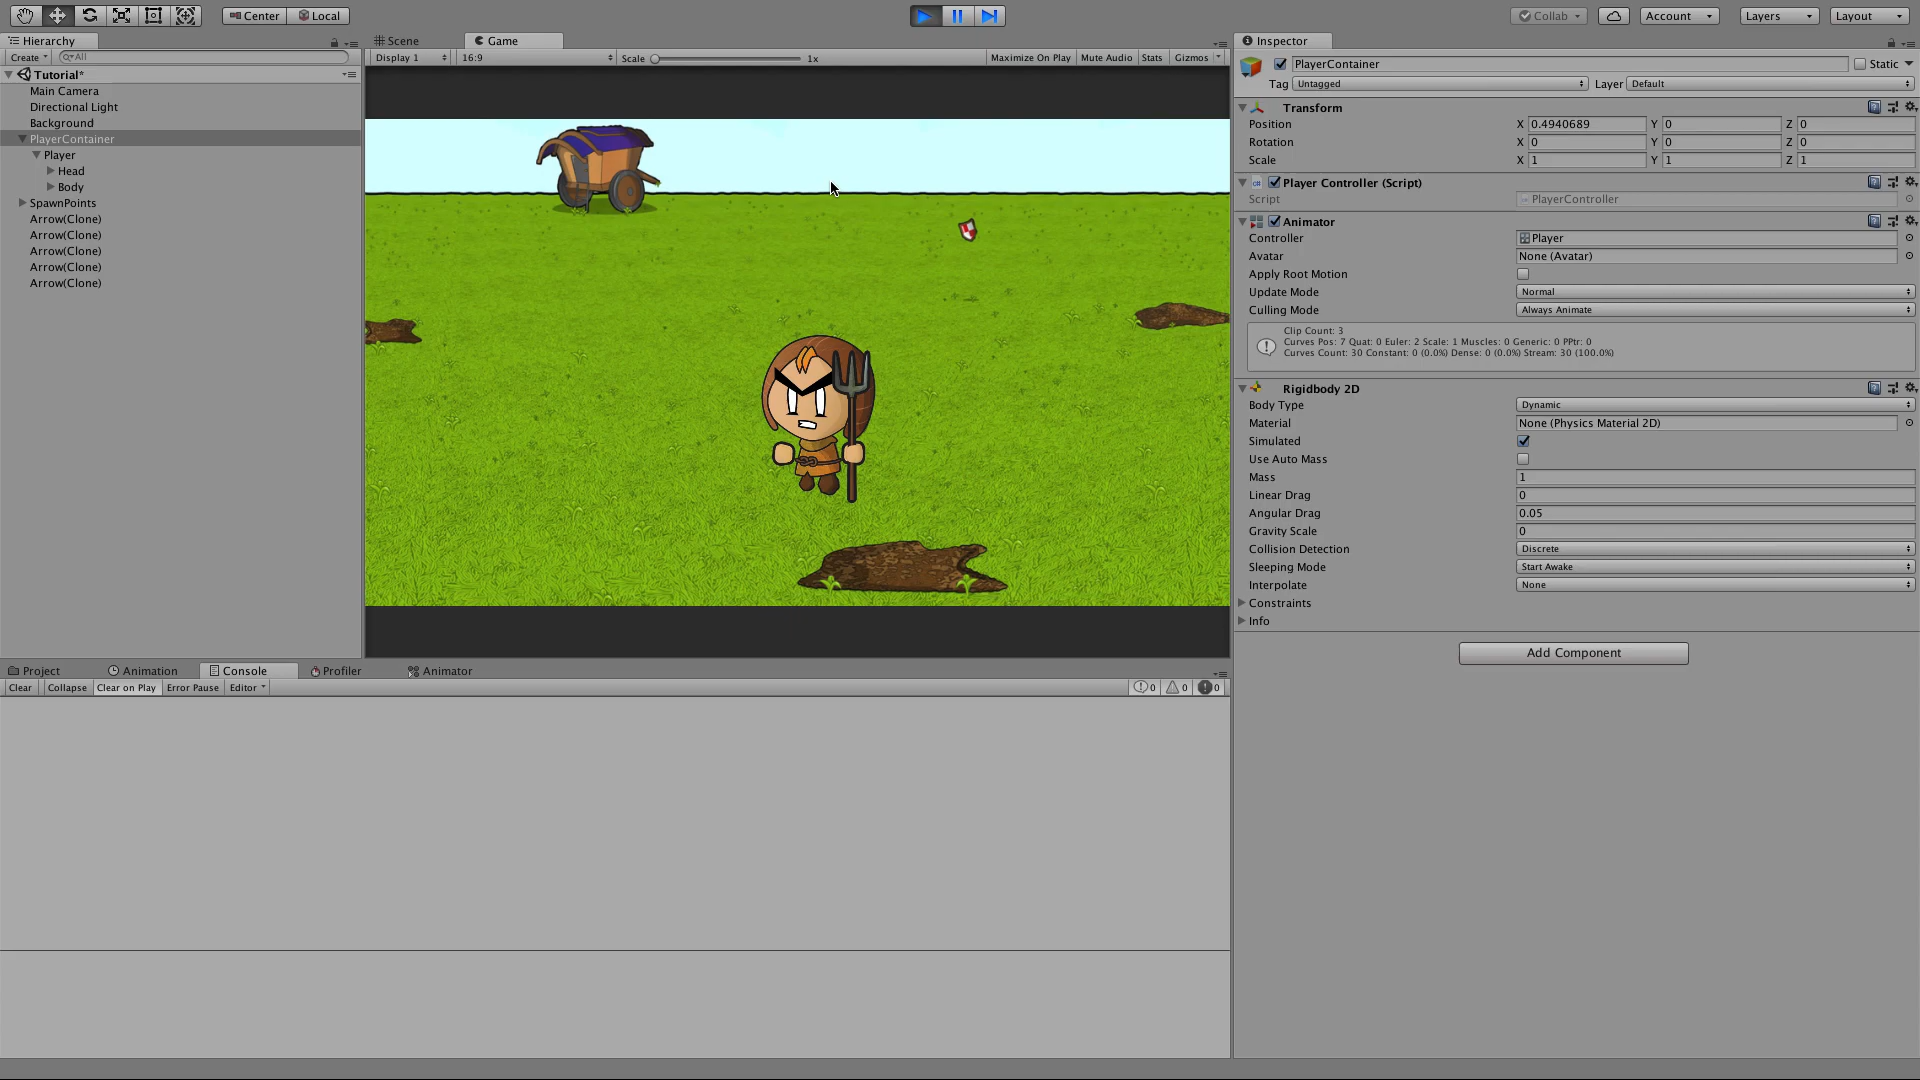 Center
Local
Collab
Account
Layers
Layout
Hierarchy
Create
All
Tutorial*
Main Camera
Directional Light
Background
PlayerContainer
Player
Head
Body
SpawnPoints
Arrow(Clone)
Arrow(Clone)
Arrow(Clone)
Arrow(Clone)
Arrow(Clone)
Scene
Game
Display 1
16:9
Scale
1x
Maximize On Play
Mute Audio
Stats
Gizmos
Inspector
PlayerContainer
Static
Tag Untagged
Layer Default
Transform
Position X 0.4940689 Y 0 Z 0
Rotation X 0 Y 0 Z 0
Scale X 1 Y 1 Z 1
Player Controller (Script)
Script PlayerController
Animator
Controller Player
Avatar None (Avatar)
Apply Root Motion
Update Mode Normal
Culling Mode Always Animate
Clip Count: 3
Curves Pos: 7 Quat: 0 Euler: 2 Scale: 1 Muscles: 0 Generic: 0 PPtr: 0
Curves Count: 30 Constant: 0 (0.0%) Dense: 0 (0.0%) Stream: 30 (100.0%)
Rigidbody 2D
Body Type Dynamic
Material None (Physics Material 2D)
Simulated
Use Auto Mass
Mass 1
Linear Drag 0
Angular Drag 0.05
Gravity Scale 0
Collision Detection Discrete
Sleeping Mode Start Awake
Interpolate None
Constraints
Info
Add Component
Project
Animation
Console
Profiler
Animator
Clear
Collapse
Clear on Play
Error Pause
Editor
0
0
0